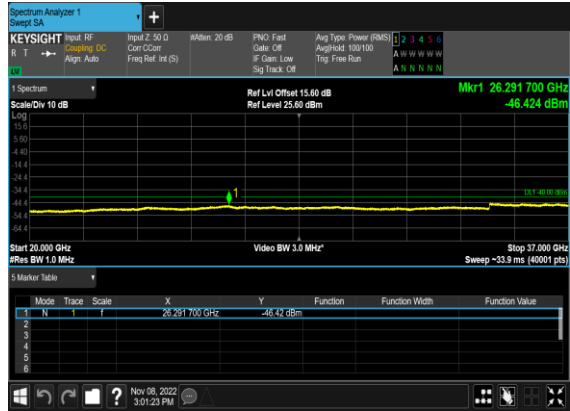 Spectrum Analyzer 1
Swept SA
+
KEYSIGHT Input: RF Input Z: 50 Ω #Atten: 20 dB PNO: Fast Avg Type: Power (RMS) 1 2 3 4 5 6
R T Coupling: DC Corr CCorr Gate: Off Avg|Hold: 100/100 A W W W W W
Align: Auto Freq Ref: Int (S) IF Gain: Low Trig: Free Run
Sig Track: Off A N N N N N
1 Spectrum Ref Lvl Offset 15.60 dB Mkr1 26.291 700 GHz
Scale/Div 10 dB Ref Level 25.60 dBm -46.424 dBm
Log
15.6
5.60
-4.40
-14.4
-24.4
-34.4
-44.4
-54.4
-64.4
1
DL1 -40.00 dBm
Start 20.000 GHz Video BW 3.0 MHz* Stop 37.000 GHz
#Res BW 1.0 MHz Sweep ~33.9 ms (40001 pts)
5 Marker Table
Mode Trace Scale X Y Function Function Width Function Value
1 N 1 f 26.291 700 GHz -46.42 dBm
2
3
4
5
6
? Nov 08, 2022
3:01:23 PM